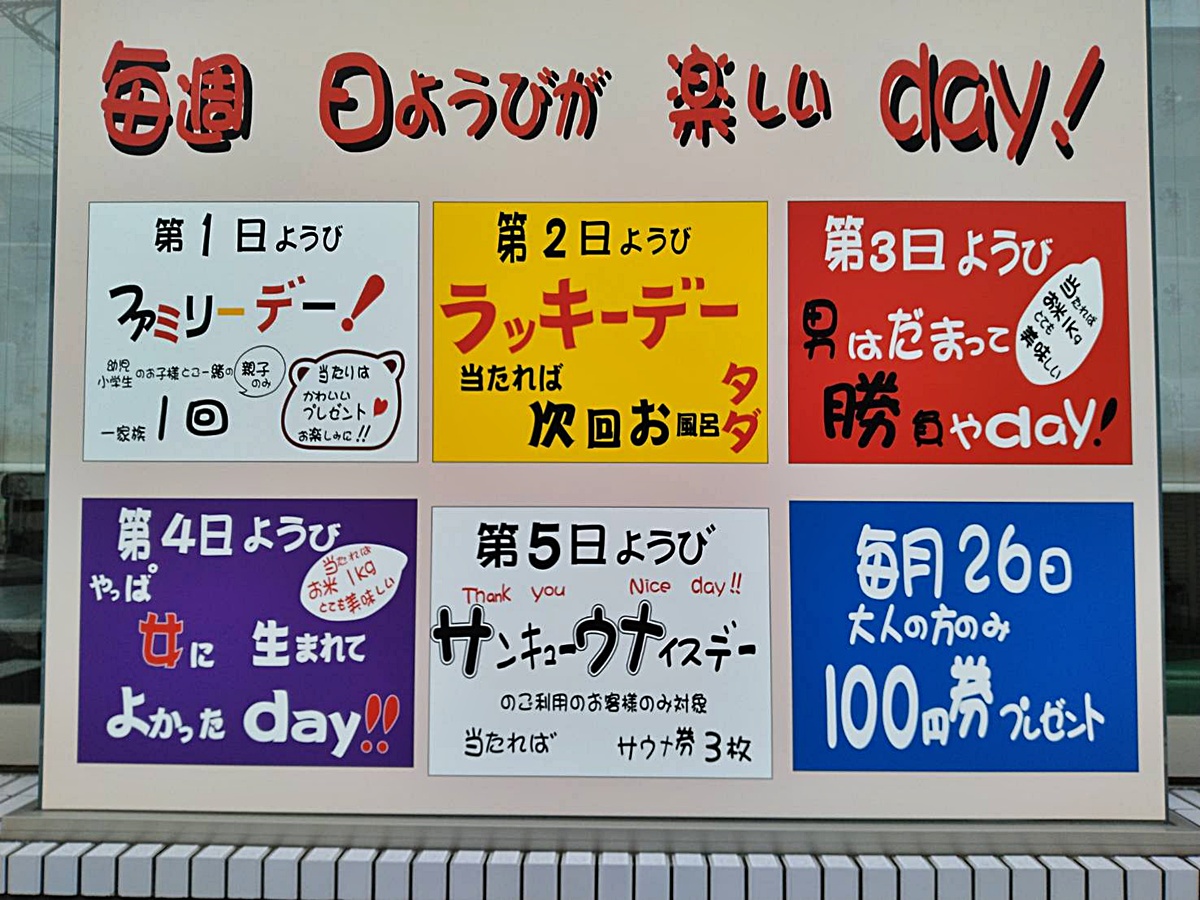 毎週 日ようびが 楽しい day!
第1日ようび
ファミリーデー!
幼児
小学生
のお子様とご一緒の
親子
のみ
一家族 1回
当たりは
かわいい
プレゼント
お楽しみに!!
第2日ようび
ラッキーデー
当たれば
次回お風呂
タダ
第3日ようび
男はだまって
勝負やday!
当たれば
お米1kg
とても
美味しい
第4日ようび
やっぱ
女に 生まれて
よかった day!!
当たれば
お米1kg
とても美味しい
第5日ようび
Thank you Nice day!!
サンキューウナイスデー
のご利用のお客様のみ対象
当たれば サウナ券3枚
毎月26日
大人の方のみ
100円券プレゼント